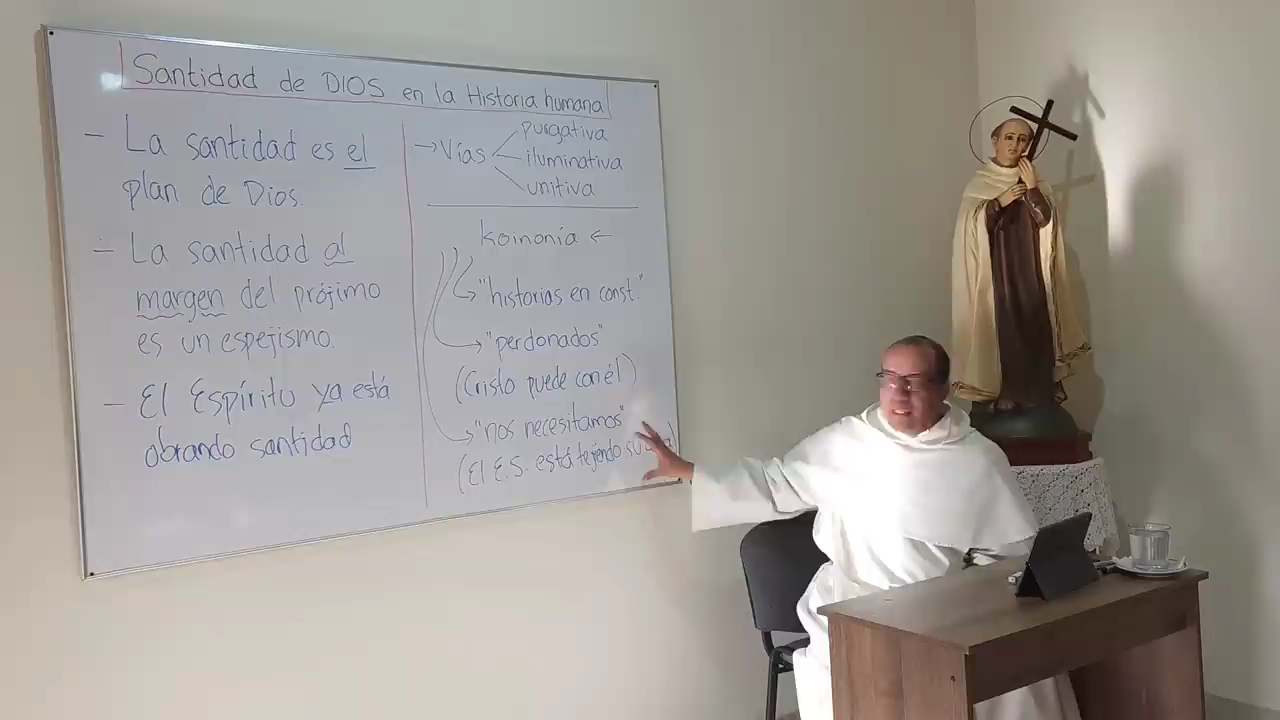 Santidad de DIOS en la Historia humana
- La santidad es el
plan de Dios.
- La santidad al
margen del prójimo
es un espejismo.
- El Espíritu ya está
obrando santidad
→ Vías
purgativa
iluminativa
unitiva
Koinonía ←
"historias en const."
"perdonados"
(Cristo puede con él)
"nos necesitamos"
(El E.S. está tejendo